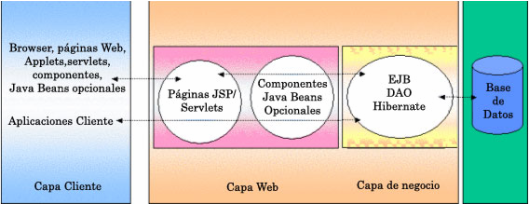 Browser, páginas Web,
Applets,servlets,
componentes,
Java Beans opcionales
Aplicaciones Cliente
Capa Cliente
Páginas JSP/
Servlets
Componentes
Java Beans
Opcionales
Capa Web
EJB
DAO
Hibernate
Capa de negocio
Base
de
Datos